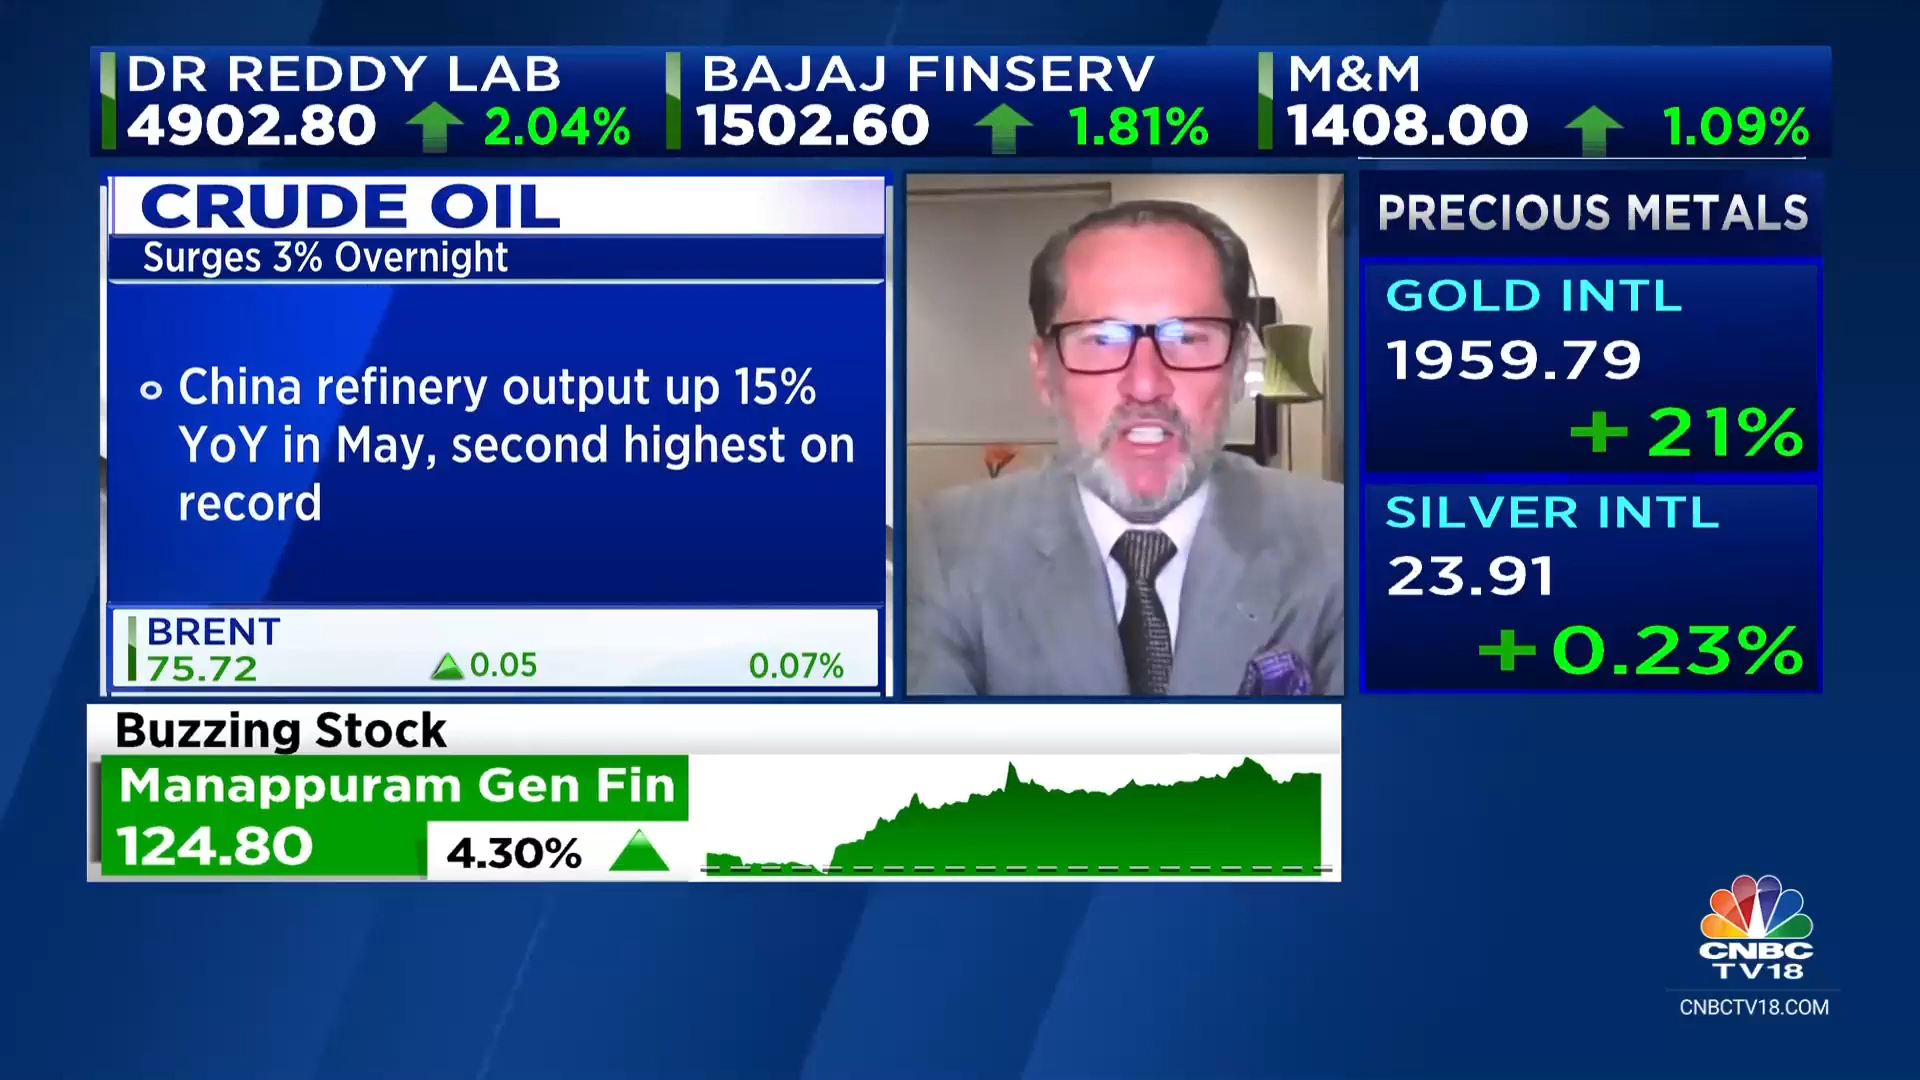 DR REDDY LAB
4902.80 2.04%
BAJAJ FINSERV
1502.60 1.81%
M&M
1408.00 1.09%
CRUDE OIL
Surges 3% Overnight
China refinery output up 15%
YoY in May, second highest on
record
BRENT
75.72 0.05 0.07%
PRECIOUS METALS
GOLD INTL
1959.79
+21%
SILVER INTL
23.91
+0.23%
Buzzing Stock
Manappuram Gen Fin
124.80 4.30%
CNBC
TV18
CNBCTV18.COM